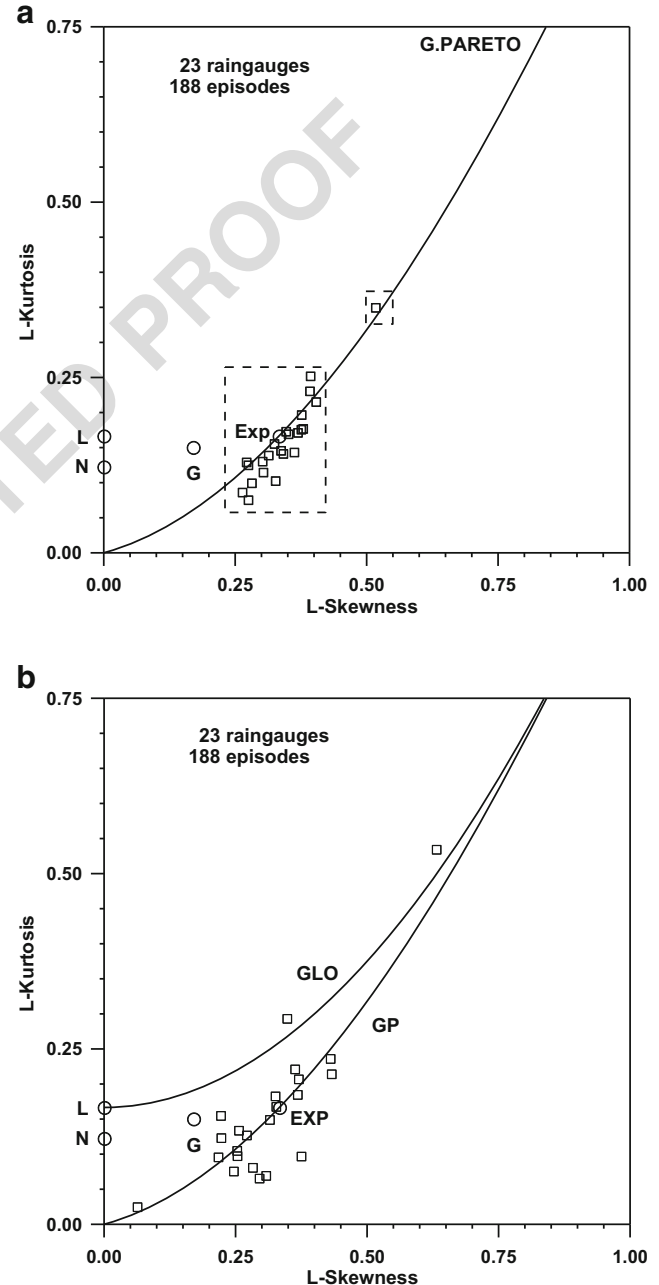 a
0.75
G.PARETO
23 raingauges
188 episodes
0.50
L-Kurtosis
0.25
Exp
L
N
G
0.00
0.00 0.25 0.50 0.75 1.00
L-Skewness
TED PROOF
b
0.75
23 raingauges
188 episodes
0.50
L-Kurtosis
GLO
GP
0.25
L
EXP
N
G
0.00
0.00 0.25 0.50 0.75 1.00
L-Skewness